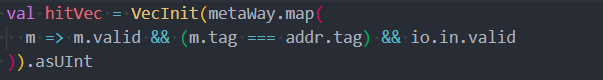 val hitVec = VecInit(metaWay.map(
  m => m.valid && (m.tag === addr.tag) && io.in.valid
)).asUInt